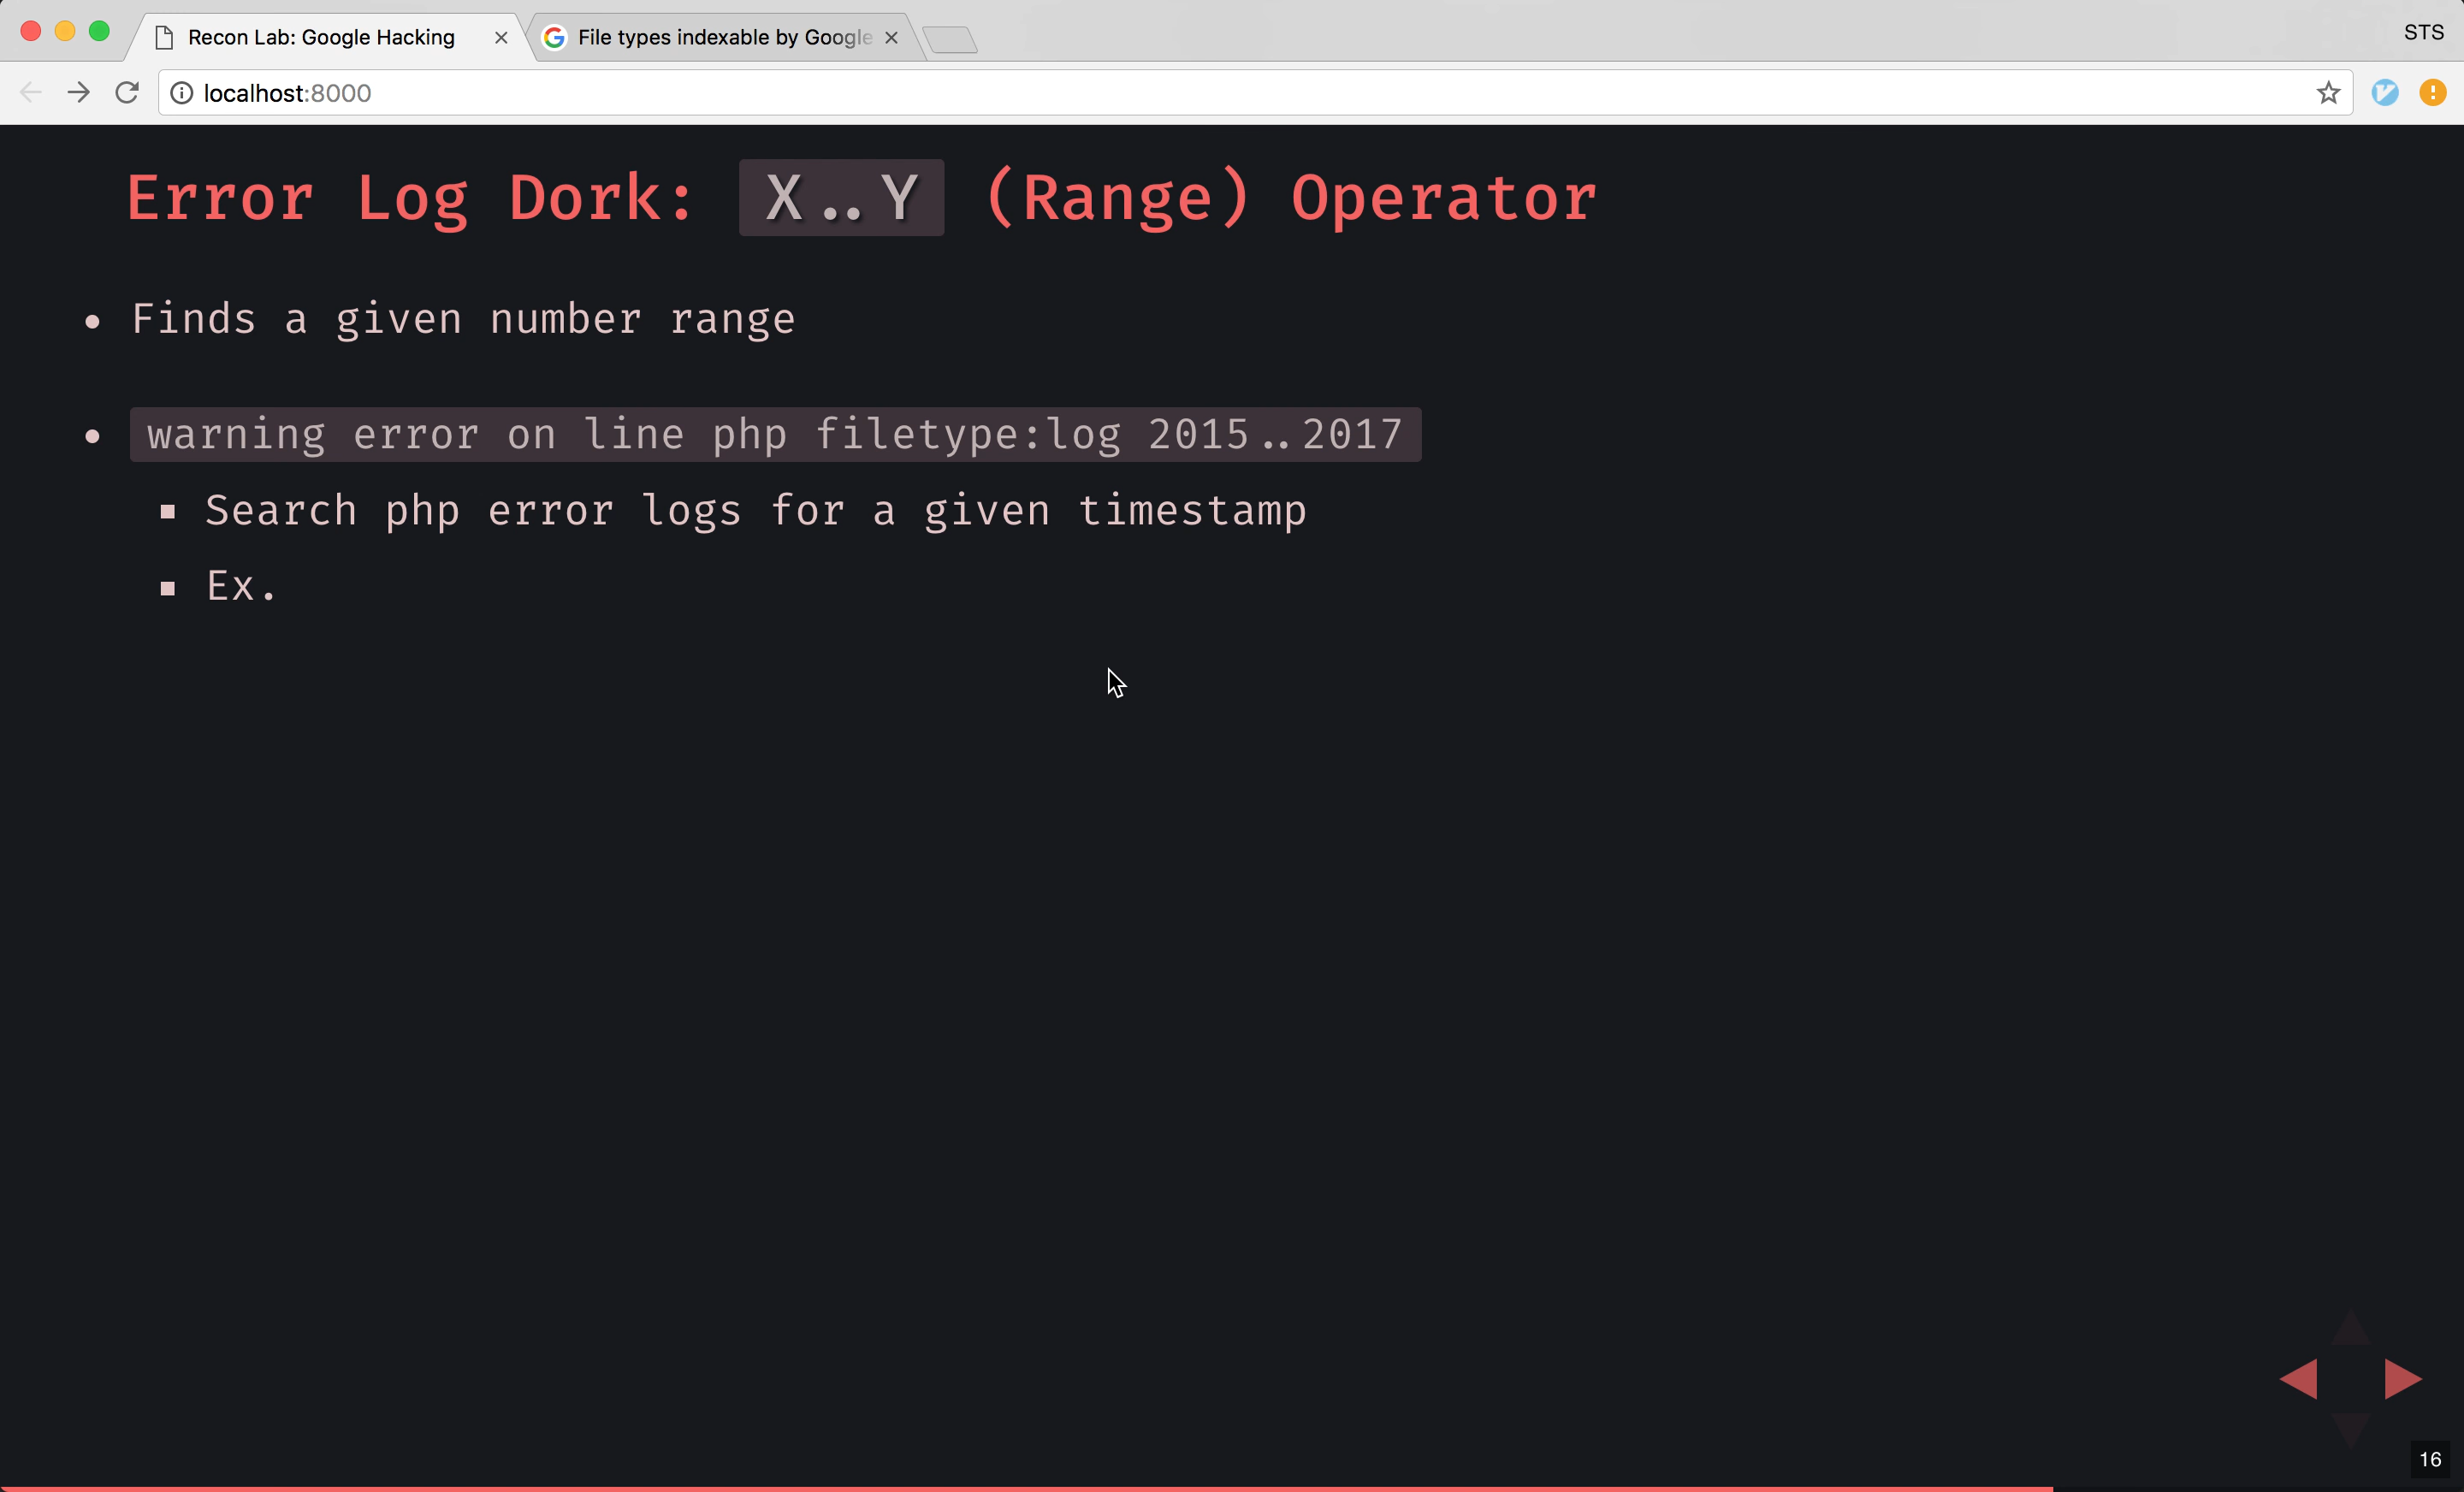 Recon Lab: Google Hacking
File types indexable by Google
STS
localhost:8000
Error Log Dork: X..Y (Range) Operator
• Finds a given number range
• warning error on line php filetype:log 2015..2017
▪ Search php error logs for a given timestamp
▪ Ex.
16